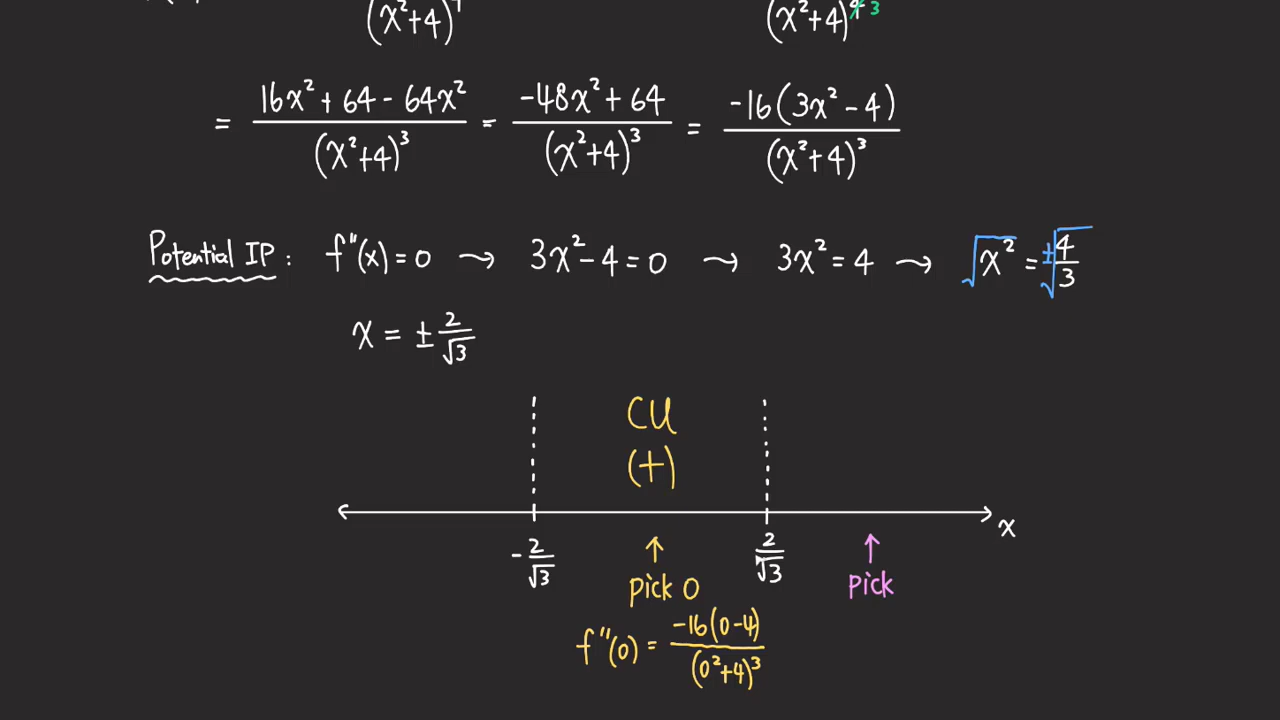 (x²+4)⁴ (x²+4)⁴ 3
= 16x² + 64 - 64x² / (x²+4)³ = -48x² + 64 / (x²+4)³ = -16(3x² - 4) / (x²+4)³
Potential IP: f''(x) = 0 → 3x² - 4 = 0 → 3x² = 4 → √x² = ±√4/3
x = ± 2/√3
CU
(+)
x
-2/√3 2/√3
pick 0 pick
f''(0) = -16(0-4) / (0²+4)³